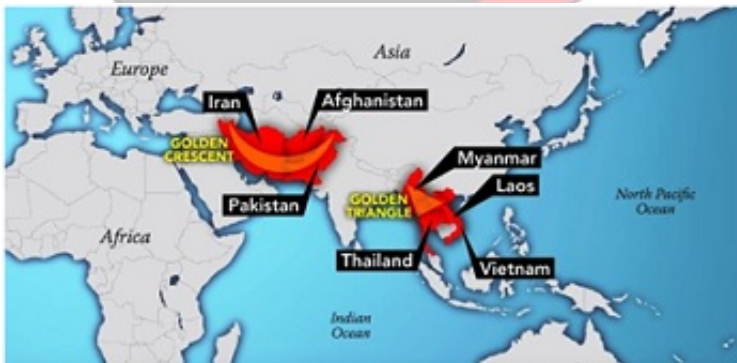 Asia
Europe
Iran
Afghanistan
GOLDEN
CRESCENT
Pakistan
Myanmar
Laos
GOLDEN
TRIANGLE
North Pacific
Ocean
Africa
Thailand
Vietnam
Indian
Ocean